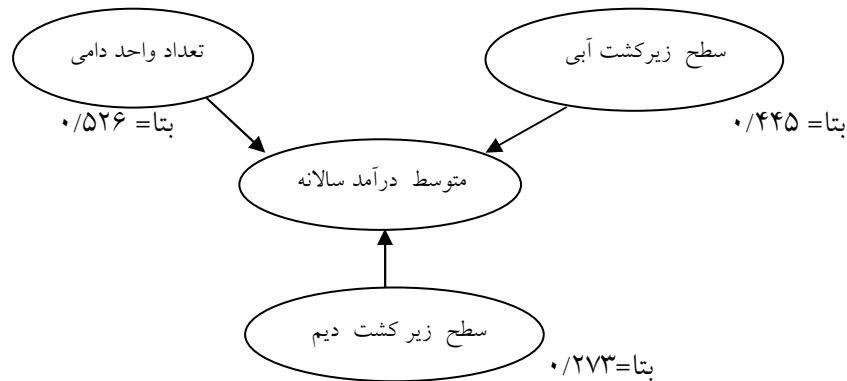 سطح زیرکشت آبی
تعداد واحد دامی
بتا= ۰/۴۴۵
بتا= ۰/۵۲۶
متوسط درآمد سالانه
سطح زیر کشت دیم
بتا=۰/۲۷۳